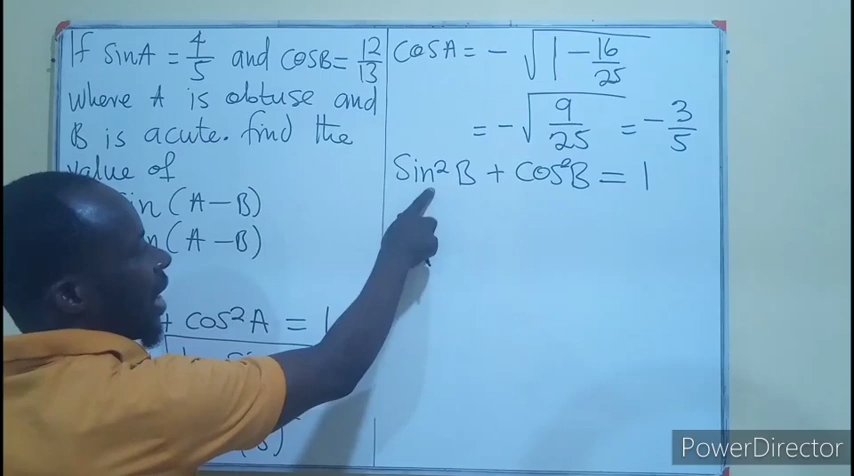 If sinA = 4/5 and cosB = 12/13
where A is obtuse and
B is acute. find the
value of
in (A - B)
n (A - B)
+ cos²A = 1
cosA = - √(1 - 16/25)
= - √(9/25) = - 3/5
Sin²B + cos²B = 1
PowerDirector